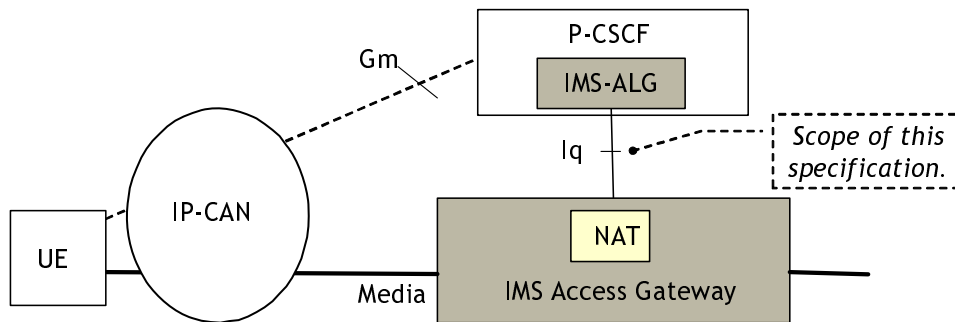 P-CSCF
Gm
IMS-ALG
Iq
Scope of this
specification.
IP-CAN
UE
NAT
Media
IMS Access Gateway